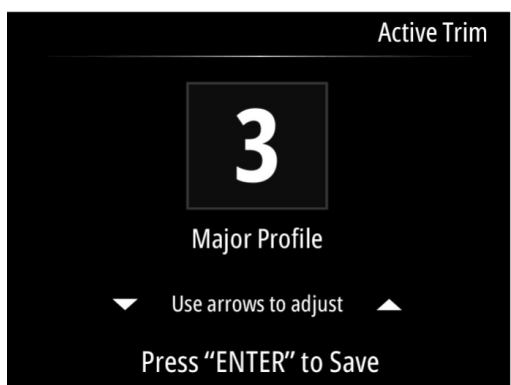 Active Trim
3
Major Profile
Use arrows to adjust
Press “ENTER” to Save